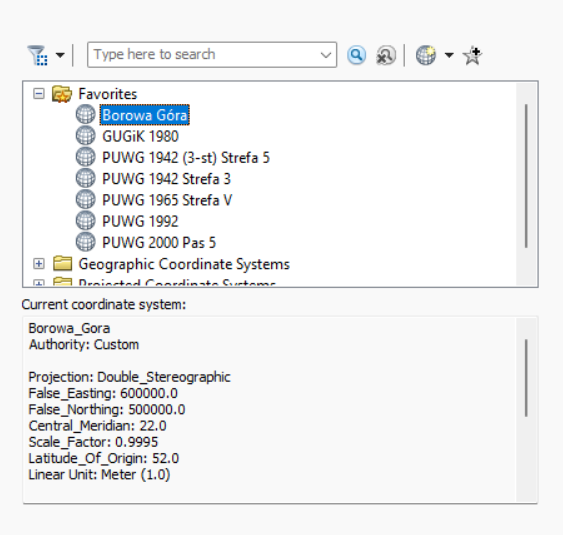 Type here to search
Favorites
Borowa Góra
GUGiK 1980
PUWG 1942 (3-st) Strefa 5
PUWG 1942 Strefa 3
PUWG 1965 Strefa V
PUWG 1992
PUWG 2000 Pas 5
Geographic Coordinate Systems
Projected Coordinate Systems
Current coordinate system:
Borowa_Gora
Authority: Custom
Projection: Double_Stereographic
False_Easting: 600000.0
False_Northing: 500000.0
Central_Meridian: 22.0
Scale_Factor: 0.9995
Latitude_Of_Origin: 52.0
Linear Unit: Meter (1.0)